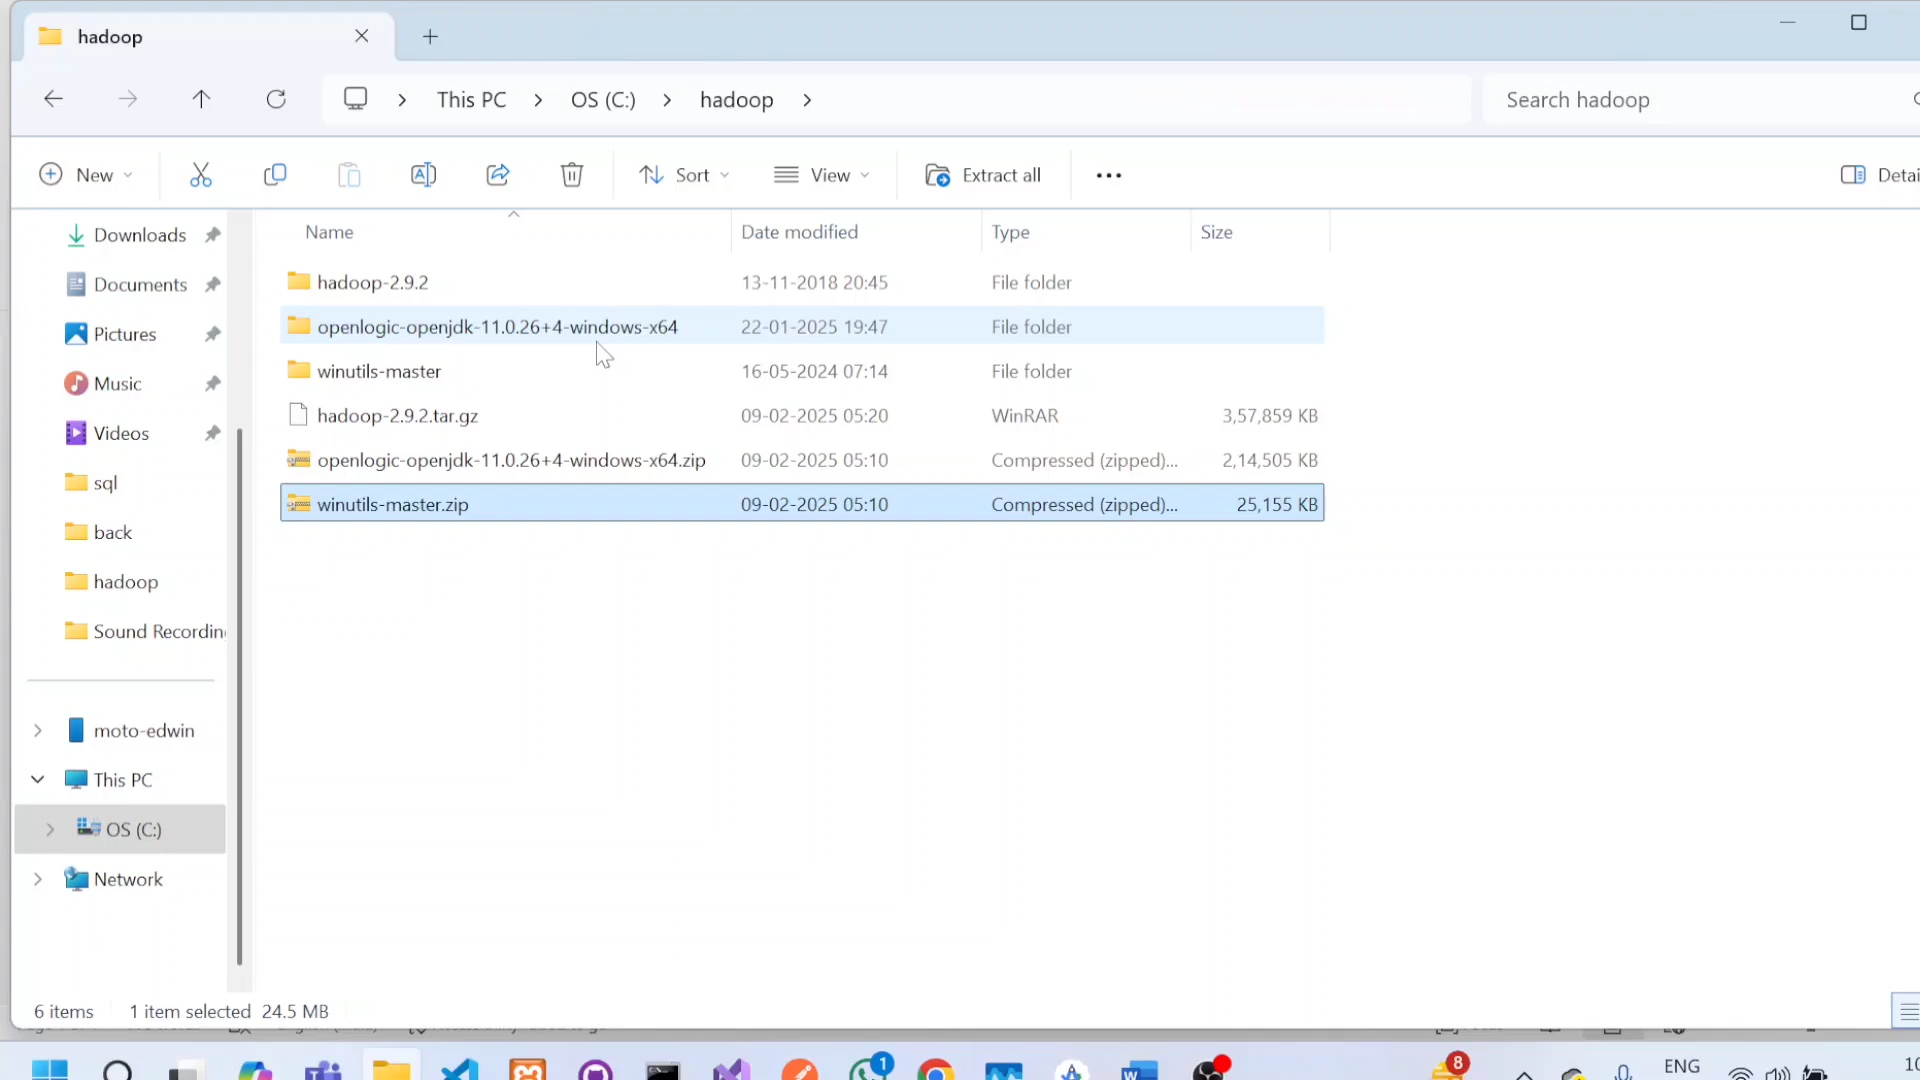 hadoop
This PC > OS (C:) > hadoop >
Search hadoop
New
Sort
View
Extract all
Detai
Name Date modified Type Size
Downloads
Documents
Pictures
Music
Videos
sql
back
hadoop
Sound Recording
moto-edwin
This PC
OS (C:)
Network
hadoop-2.9.2 13-11-2018 20:45 File folder
openlogic-openjdk-11.0.26+4-windows-x64 22-01-2025 19:47 File folder
winutils-master 16-05-2024 07:14 File folder
hadoop-2.9.2.tar.gz 09-02-2025 05:20 WinRAR 3,57,859 KB
openlogic-openjdk-11.0.26+4-windows-x64.zip 09-02-2025 05:10 Compressed (zipped)... 2,14,505 KB
winutils-master.zip 09-02-2025 05:10 Compressed (zipped)... 25,155 KB
6 items 1 item selected 24.5 MB
1
8
ENG
10